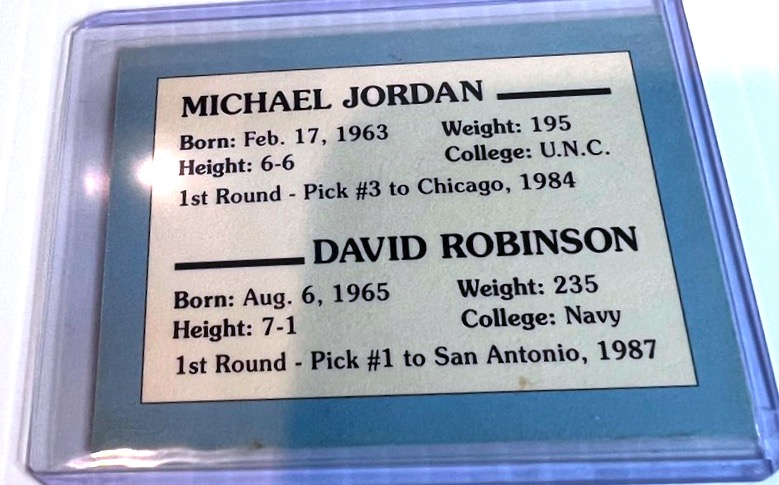 MICHAEL JORDAN
Born: Feb. 17, 1963 Weight: 195
Height: 6-6 College: U.N.C.
1st Round - Pick #3 to Chicago, 1984
DAVID ROBINSON
Born: Aug. 6, 1965 Weight: 235
Height: 7-1 College: Navy
1st Round - Pick #1 to San Antonio, 1987